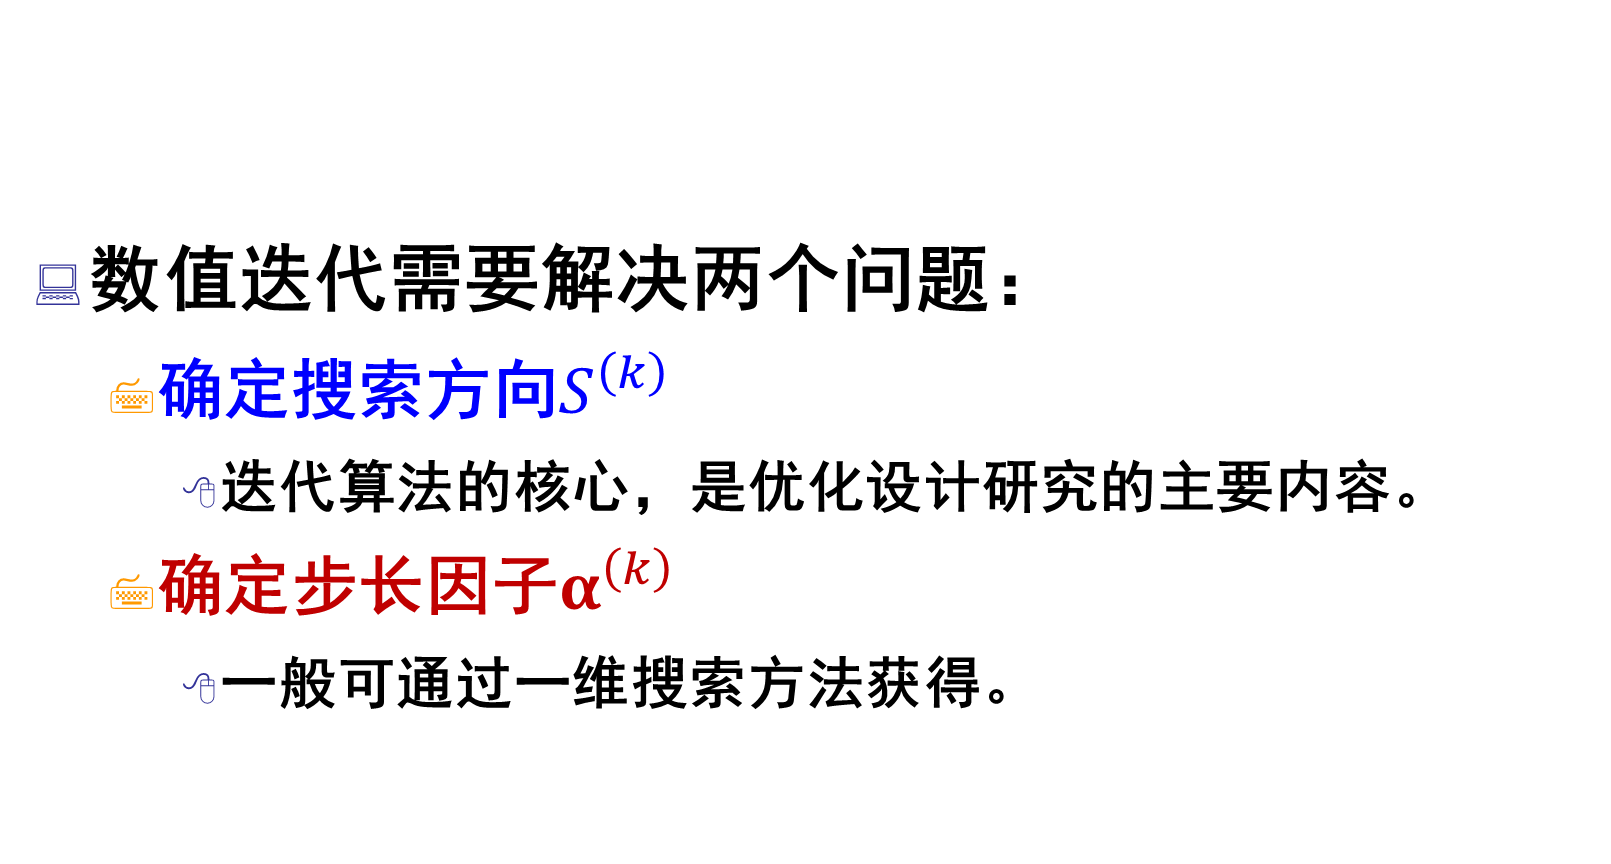 数值迭代需要解决两个问题：
确定搜索方向S^(k)
迭代算法的核心，是优化设计研究的主要内容。
确定步长因子α^(k)
一般可通过一维搜索方法获得。